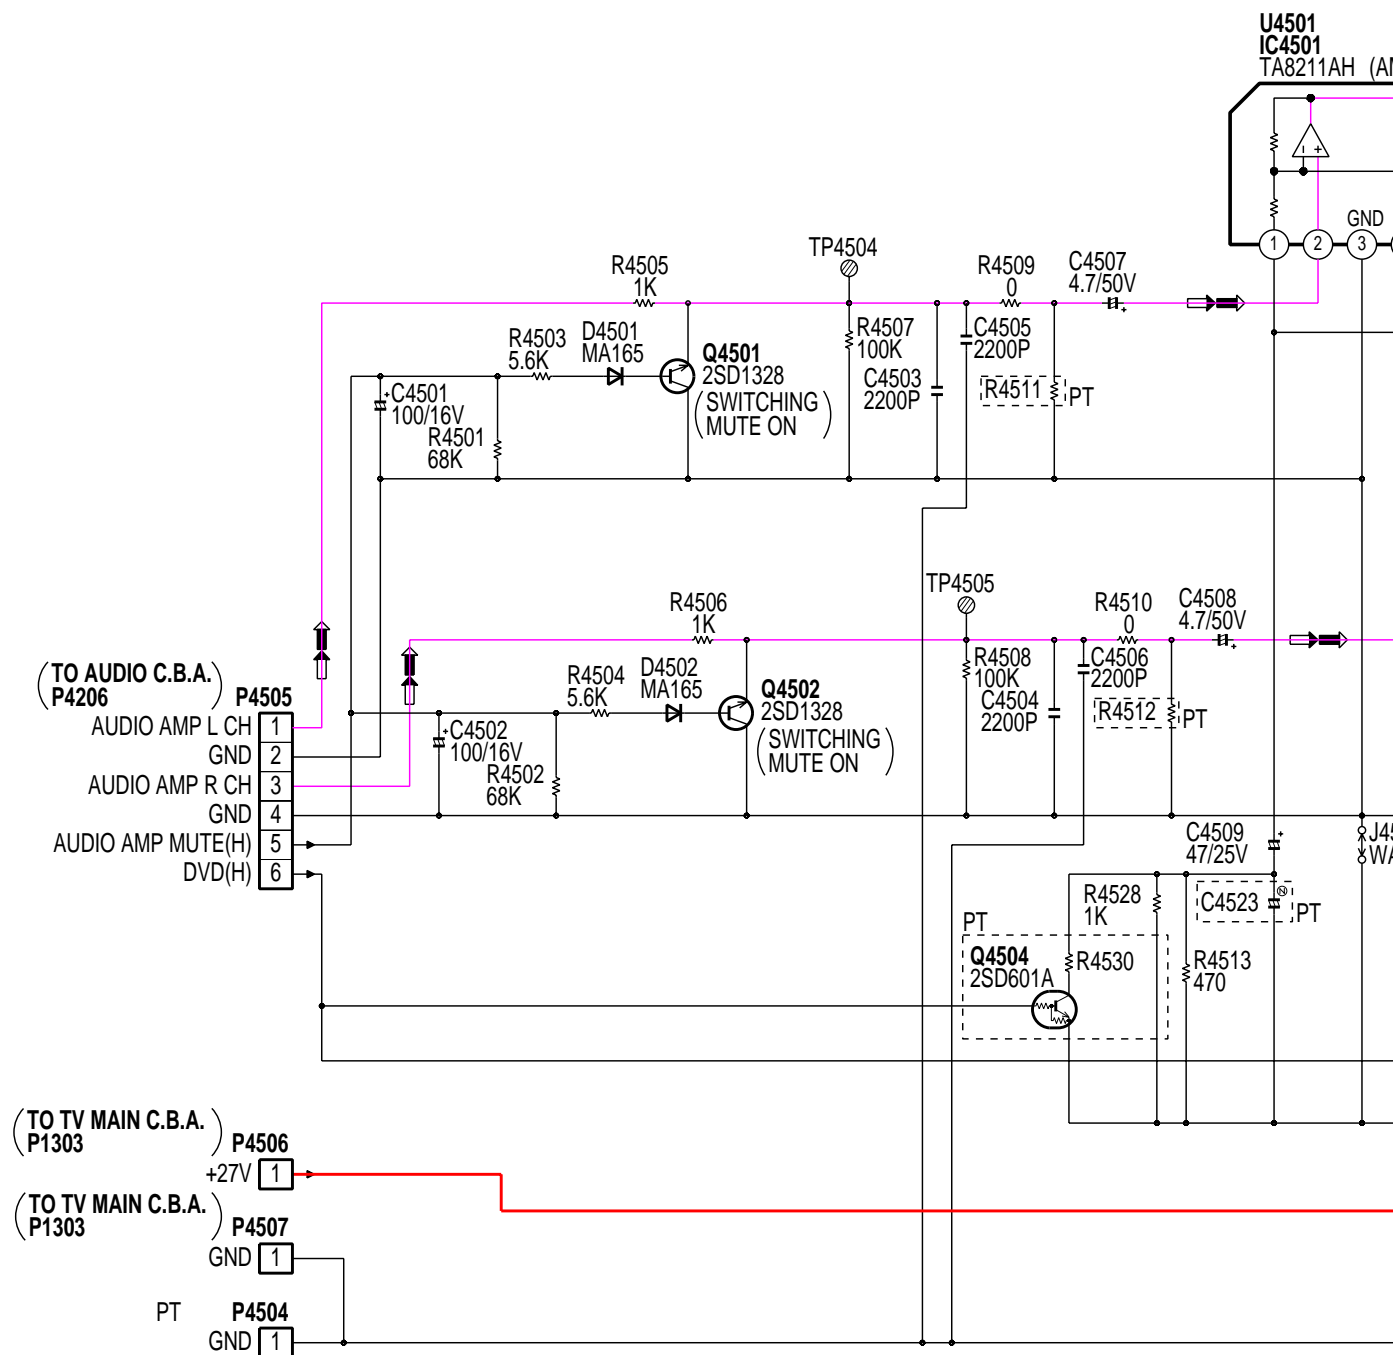 U4501
IC4501
TA8211AH (AM
GND
1 2 3
TP4504
R4505
1K
R4509
0
C4507
4.7/50V
R4503
5.6K
D4501
MA165
Q4501
2SD1328
(SWITCHING
MUTE ON)
R4507
100K
C4505
2200P
C4503
2200P
R4511
PT
C4501
100/16V
R4501
68K
TP4505
R4506
1K
R4510
0
C4508
4.7/50V
R4504
5.6K
D4502
MA165
Q4502
2SD1328
(SWITCHING
MUTE ON)
R4508
100K
C4506
2200P
C4504
2200P
R4512
PT
C4502
100/16V
R4502
68K
(TO AUDIO C.B.A.)
P4206
P4505
AUDIO AMP L CH 1
GND 2
AUDIO AMP R CH 3
GND 4
AUDIO AMP MUTE(H) 5
DVD(H) 6
C4509
47/25V
J45
WA
R4528
1K
C4523
N
PT
PT
Q4504
2SD601A
R4530
R4513
470
(TO TV MAIN C.B.A.)
P1303
P4506
+27V 1
(TO TV MAIN C.B.A.)
P1303
P4507
GND 1
PT P4504
GND 1